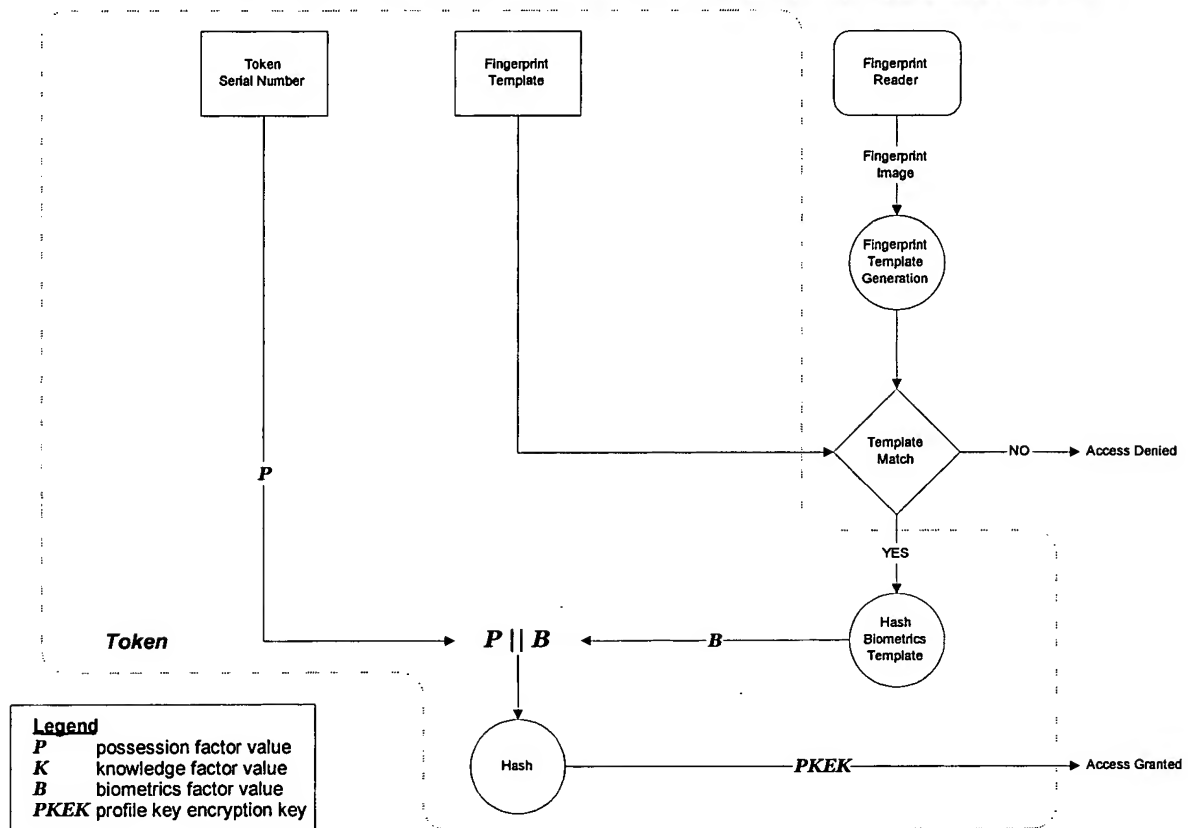 Token
Serial Number
Fingerprint
Template
Fingerprint
Reader
Fingerprint
Image
Fingerprint
Template
Generation
Template
Match
NO
Access Denied
P
YES
Hash
Biometrics
Template
Token
P || B
B
Hash
PKEK
Access Granted
Legend
P possession factor value
K knowledge factor value
B biometrics factor value
PKEK profile key encryption key